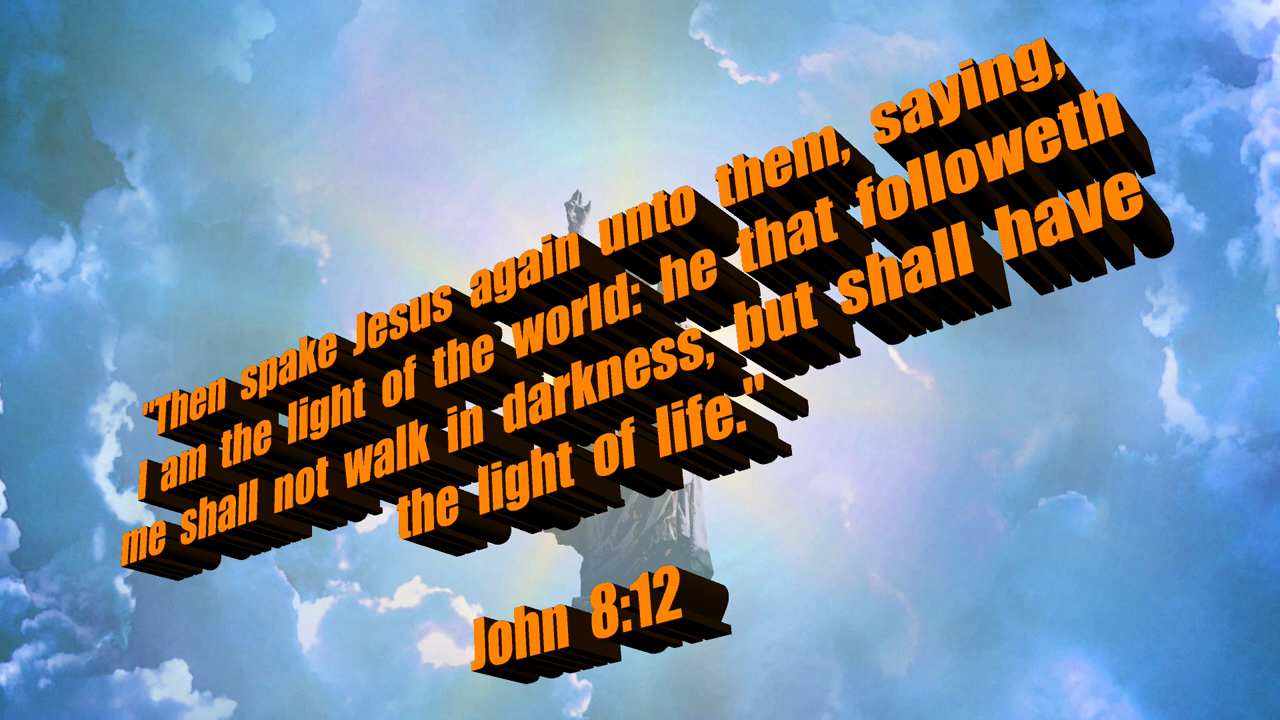 "Then spake Jesus again unto them, saying,
I am the light of the world: he that followeth
me shall not walk in darkness, but shall have
the light of life."
John 8:12